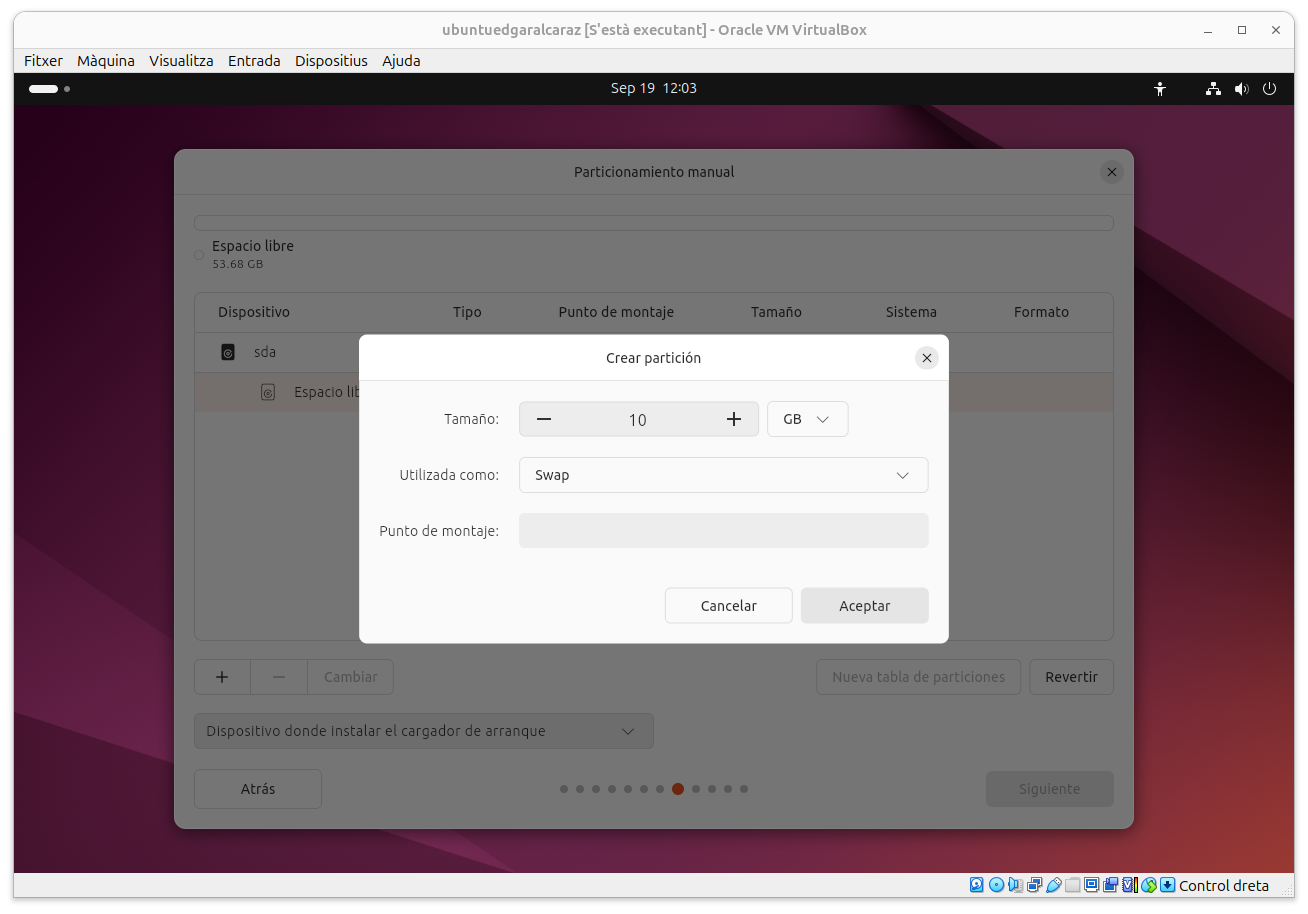 ubuntuedgaralcaraz [S'està executant] - Oracle VM VirtualBox
Fitxer Màquina Visualitza Entrada Dispositius Ajuda
Sep 19 12:03
Particionamiento manual
Espacio libre
53.68 GB
Dispositivo Tipo Punto de montaje Tamaño Sistema Formato
sda
Espacio lib
Crear partición
Tamaño: 10 GB
Utilizada como: Swap
Punto de montaje:
Cancelar Aceptar
Cambiar Nueva tabla de particiones Revertir
Dispositivo donde instalar el cargador de arranque
Atrás Siguiente
Control dreta